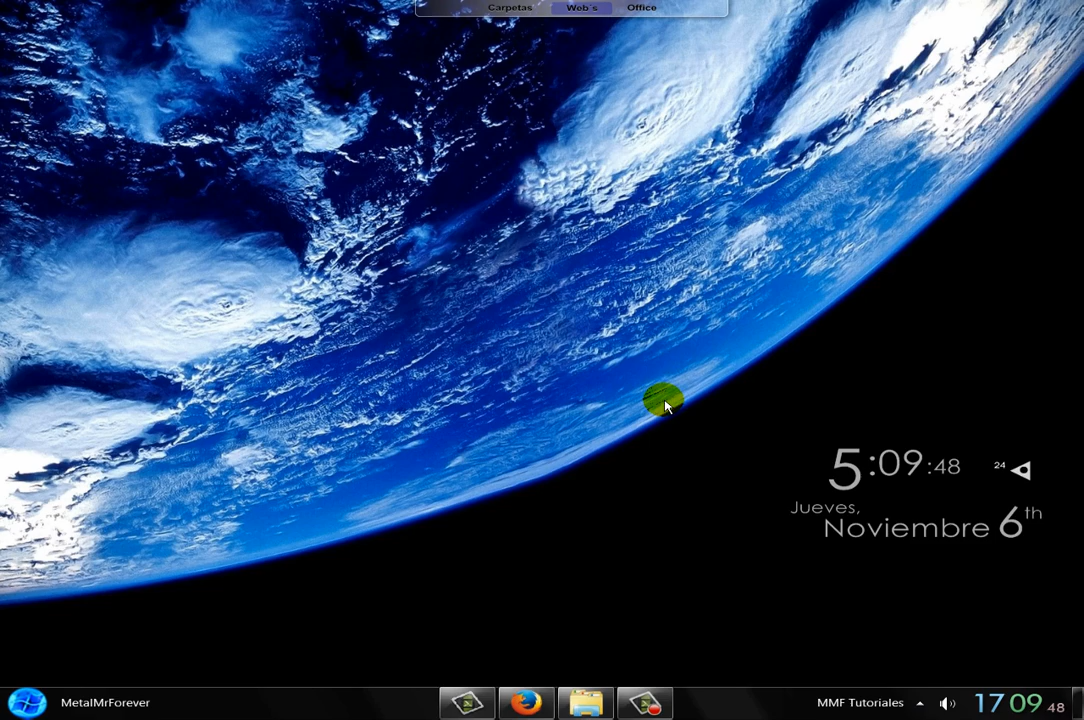 Carpetas Web's Office
5:09:48 24
Jueves,
Noviembre 6th
MetalMrForever MMF Tutoriales 17 09 48